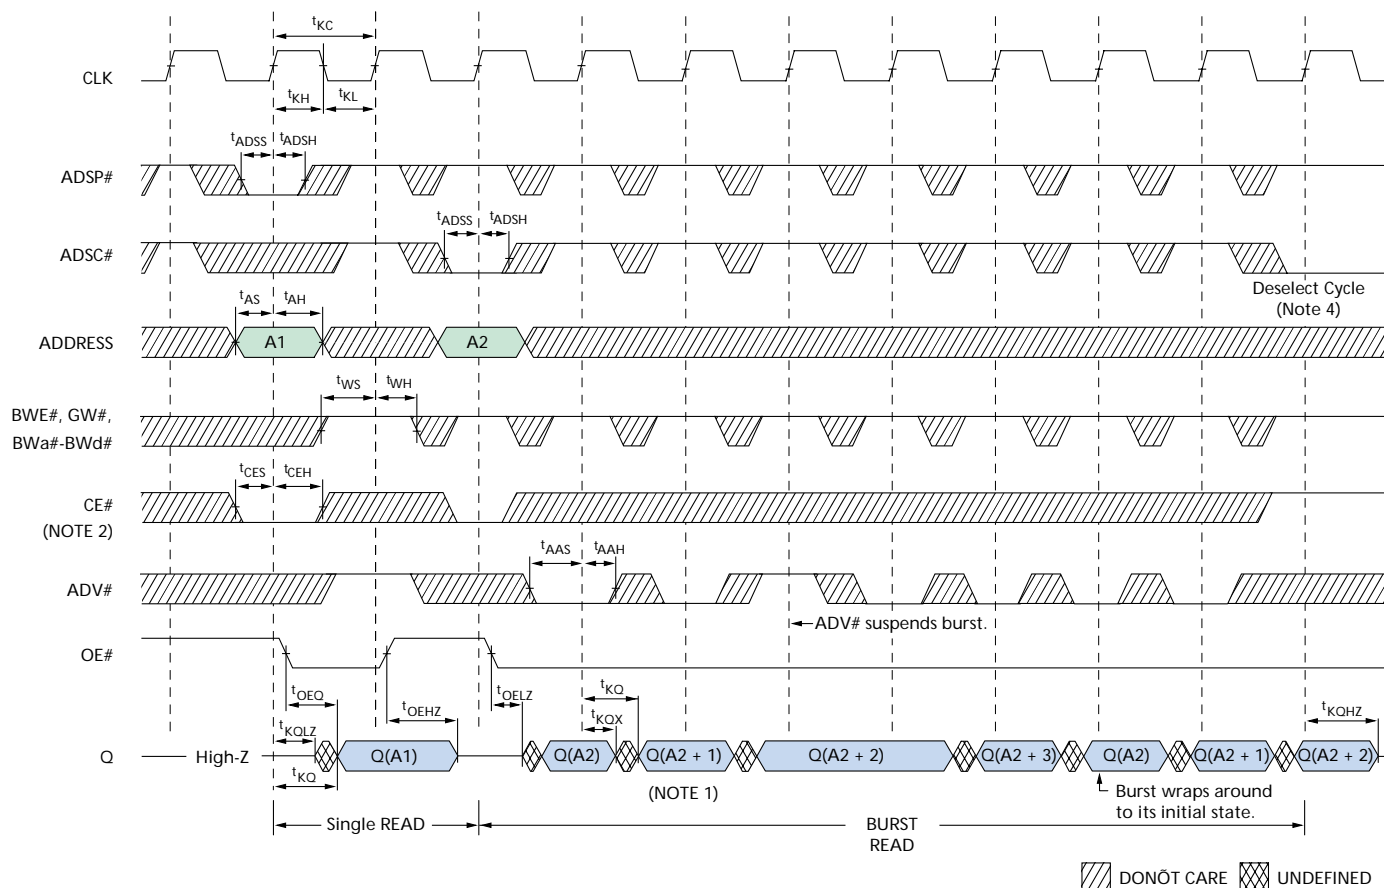 tKC
CLK
tKH tKL
tADSS tADSH
ADSP#
tADSS tADSH
ADSC#
Deselect Cycle
(Note 4)
tAS tAH
ADDRESS A1 A2
tWS tWH
BWE#, GW#,
BWa#-BWd#
tCES tCEH
CE#
(NOTE 2)
tAAS tAAH
ADV#
ADV# suspends burst.
OE#
tOEQ tOEHZ tOELZ tKQ
tKQLZ tKQX tKQHZ
Q High-Z Q(A1) Q(A2) Q(A2 + 1) Q(A2 + 2) Q(A2 + 3) Q(A2) Q(A2 + 1) Q(A2 + 2)
tKQ
(NOTE 1)
Burst wraps around
to its initial state.
Single READ
BURST
READ
DONÕT CARE UNDEFINED